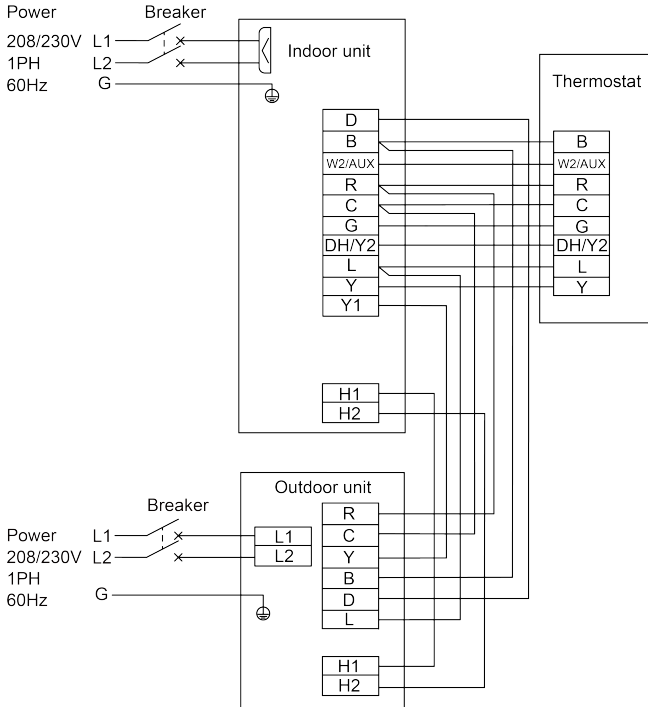 Power
Breaker
208/230V L1
1PH L2
60Hz G
Indoor unit
Thermostat
D
B
W2/AUX
R
C
G
DH/Y2
L
Y
Y1
H1
H2
B
W2/AUX
R
C
G
DH/Y2
L
Y
Outdoor unit
Breaker
Power L1
208/230V L2
1PH
60Hz G
L1
L2
R
C
Y
B
D
L
H1
H2